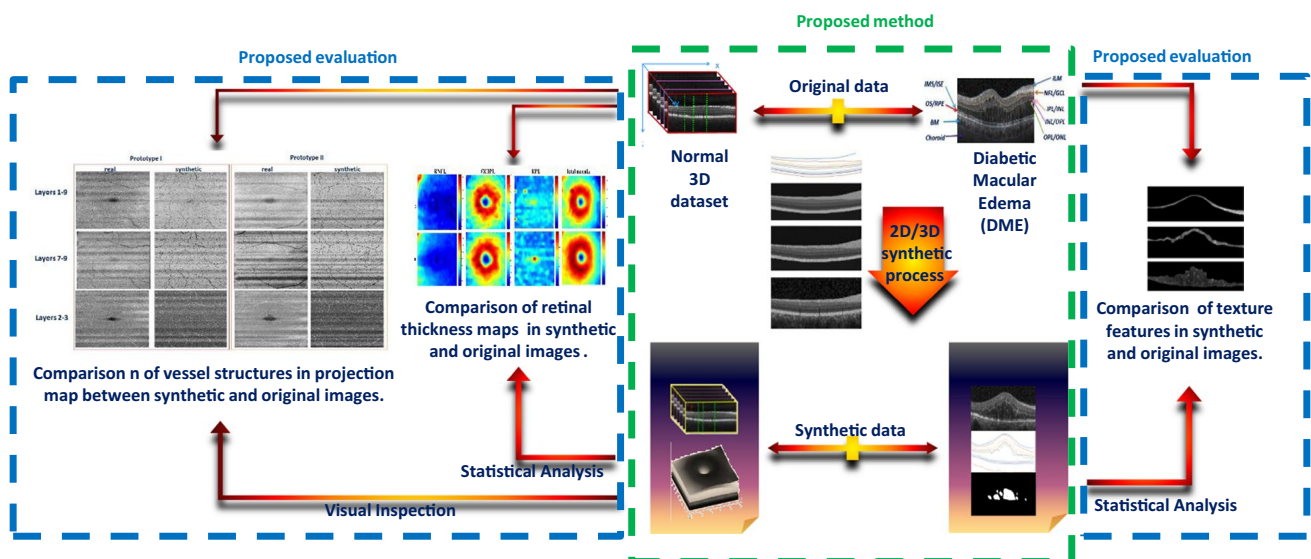 Proposed method
Proposed evaluation
Proposed evaluation
Prototype I
Prototype II
real
synthetic
real
synthetic
Layers 1-9
Layers 7-9
Layers 2-3
Comparison n of vessel structures in projection
map between synthetic and original images.
Comparison of retinal
thickness maps in synthetic
and original images .
Statistical Analysis
Visual Inspection
X
Original data
Normal
3D
dataset
IMS/ISE
OS/RPE
BM
Choroid
ILM
NFL/GCL
IPL/INL
INL/OPL
OPL/ONL
Diabetic
Macular
Edema
(DME)
2D/3D
synthetic
process
Synthetic data
Comparison of texture
features in synthetic
and original images.
Statistical Analysis